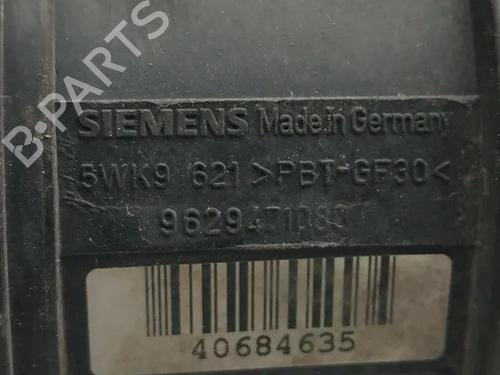 B-PARTS
SIEMENS Made in Germany
5WK9 621 >PBT-GF30<
9629471080
40684635